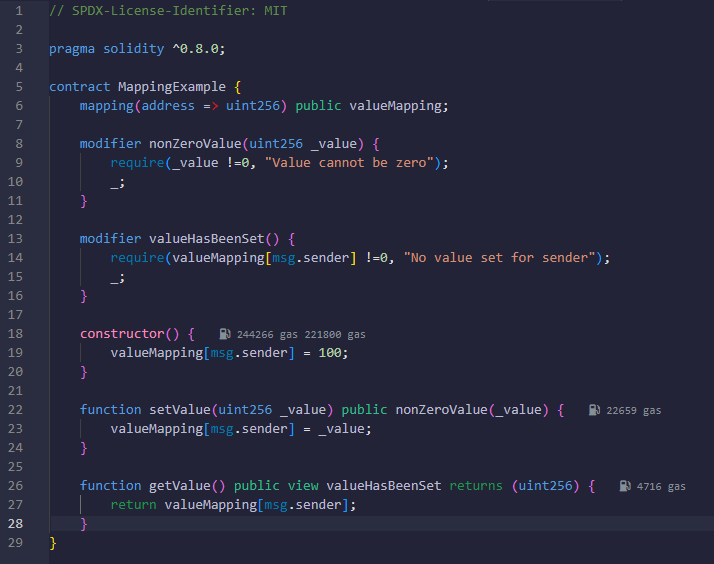 1 // SPDX-License-Identifier: MIT
2
3 pragma solidity ^0.8.0;
4
5 contract MappingExample {
6     mapping(address => uint256) public valueMapping;
7
8     modifier nonZeroValue(uint256 _value) {
9         require(_value !=0, "Value cannot be zero");
10         _;
11     }
12
13     modifier valueHasBeenSet() {
14         require(valueMapping[msg.sender] !=0, "No value set for sender");
15         _;
16     }
17
18     constructor() { 244266 gas 221800 gas
19         valueMapping[msg.sender] = 100;
20     }
21
22     function setValue(uint256 _value) public nonZeroValue(_value) { 22659 gas
23         valueMapping[msg.sender] = _value;
24     }
25
26     function getValue() public view valueHasBeenSet returns (uint256) { 4716 gas
27         return valueMapping[msg.sender];
28     }
29 }